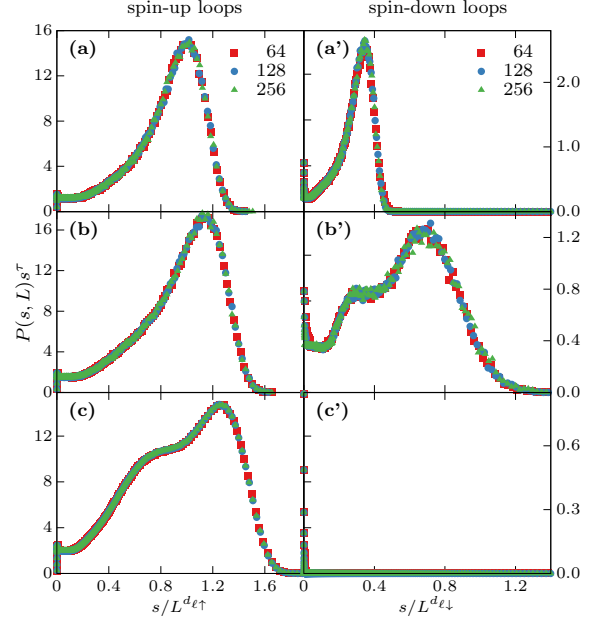 spin-up loops spin-down loops
16 (a) 64 (a') 64
128 128 2.0
12 256 256
8 1.0
4
0.0
(b) (b') 1.2
16
12 0.8
P(s, L)s^τ
8 0.4
4
0 0.0
(c) (c')
12 0.6
8
0.3
4
0 0.0
0 0.4 0.8 1.2 1.6 0 0.4 0.8 1.2
s/L^{d_{ℓ↑}} s/L^{d_{ℓ↓}}